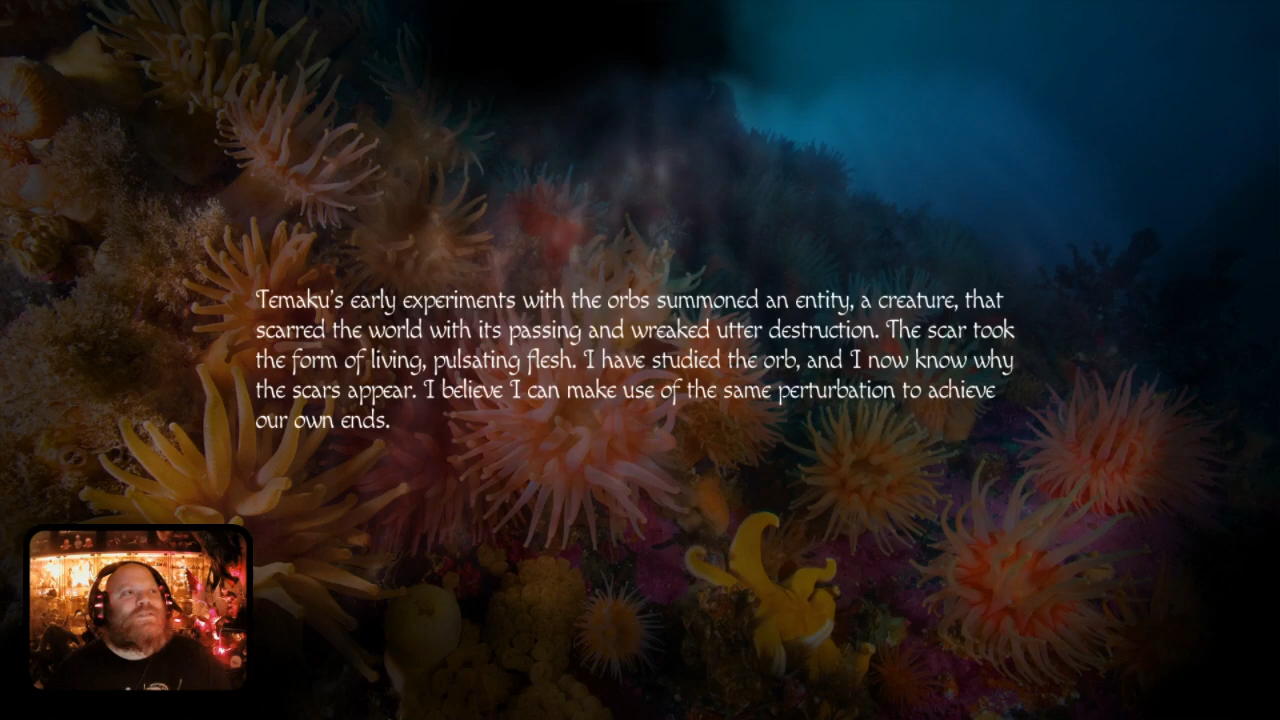 Temaku's early experiments with the orbs summoned an entity, a creature, that
scarred the world with its passing and wreaked utter destruction. The scar took
the form of living, pulsating flesh. I have studied the orb, and I now know why
the scars appear. I believe I can make use of the same perturbation to achieve
our own ends.